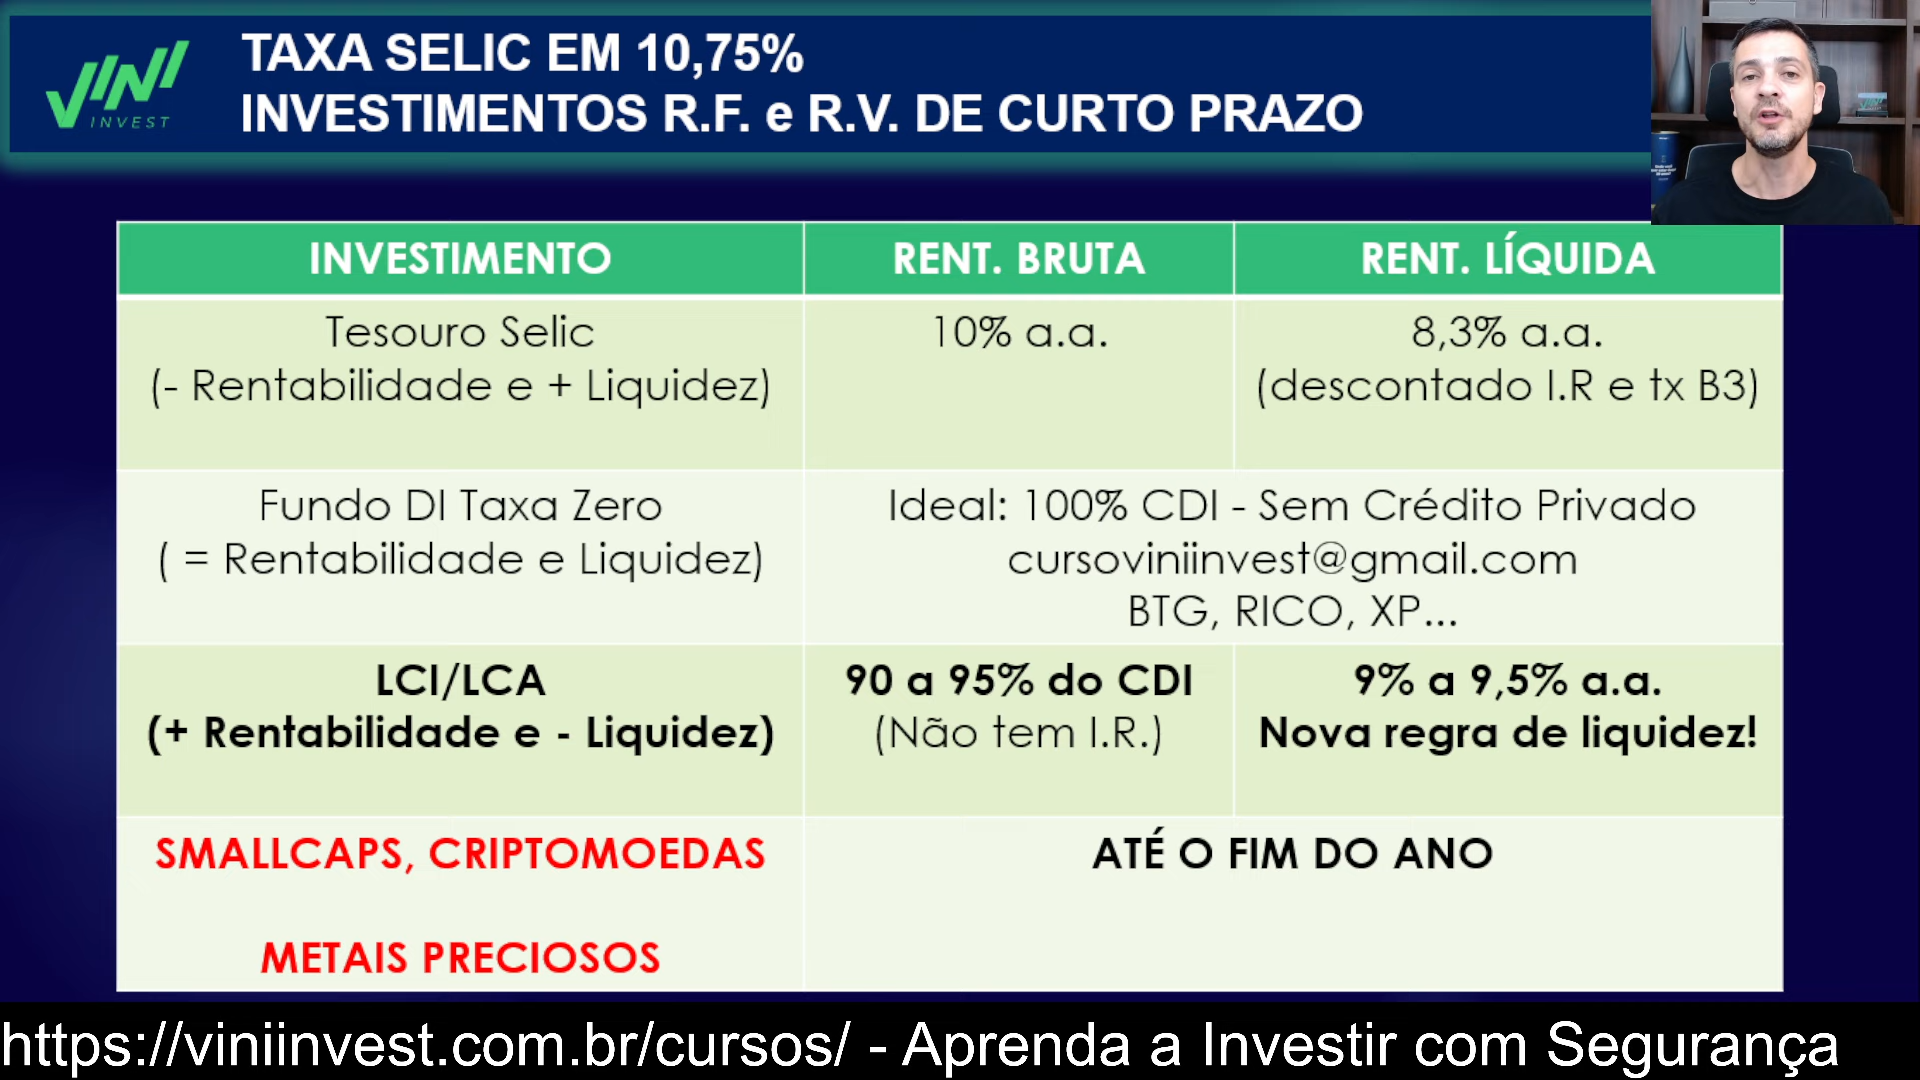 VINI
INVEST
TAXA SELIC EM 10,75%
INVESTIMENTOS R.F. e R.V. DE CURTO PRAZO
INVESTIMENTO
RENT. BRUTA
RENT. LÍQUIDA
Tesouro Selic
(- Rentabilidade e + Liquidez)
10% a.a.
8,3% a.a.
(descontado I.R e tx B3)
Fundo DI Taxa Zero
( = Rentabilidade e Liquidez)
Ideal: 100% CDI - Sem Crédito Privado
cursoviniinvest@gmail.com
BTG, RICO, XP...
LCI/LCA
(+ Rentabilidade e - Liquidez)
90 a 95% do CDI
(Não tem I.R.)
9% a 9,5% a.a.
Nova regra de liquidez!
SMALLCAPS, CRIPTOMOEDAS
METAIS PRECIOSOS
ATÉ O FIM DO ANO
https://viniinvest.com.br/cursos/ - Aprenda a Investir com Segurança